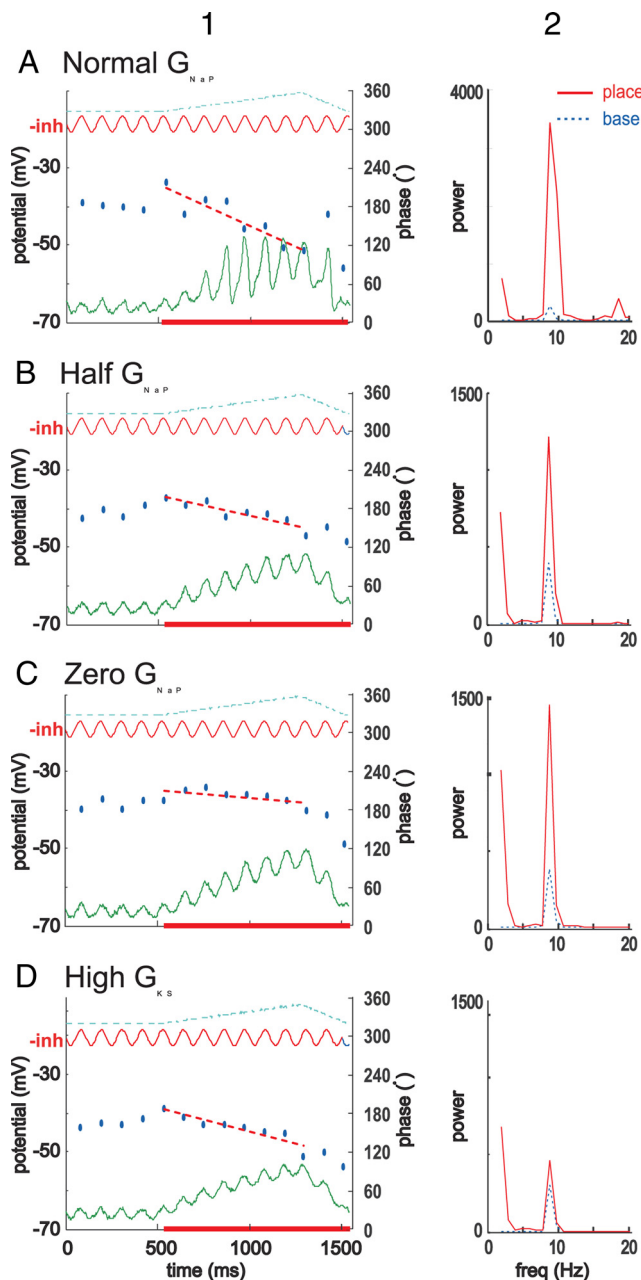 1 2
A Normal G NaP
-inh
-30
-50
-70
potential (mV)
360
300
240
180
120
60
0
phase (˚)
4000
0
power
place
base
0 10 20
B Half G NaP
-inh
-30
-50
-70
potential (mV)
360
300
240
180
120
60
0
phase (˚)
1500
0
power
0 10 20
C Zero G NaP
-inh
-30
-50
-70
potential (mV)
360
300
240
180
120
60
0
phase (˚)
1500
0
power
0 10 20
D High G KS
-inh
-30
-50
-70
potential (mV)
360
300
240
180
120
60
0
phase (˚)
1500
0
power
0 500 1000 1500
time (ms)
0 10 20
freq (Hz)